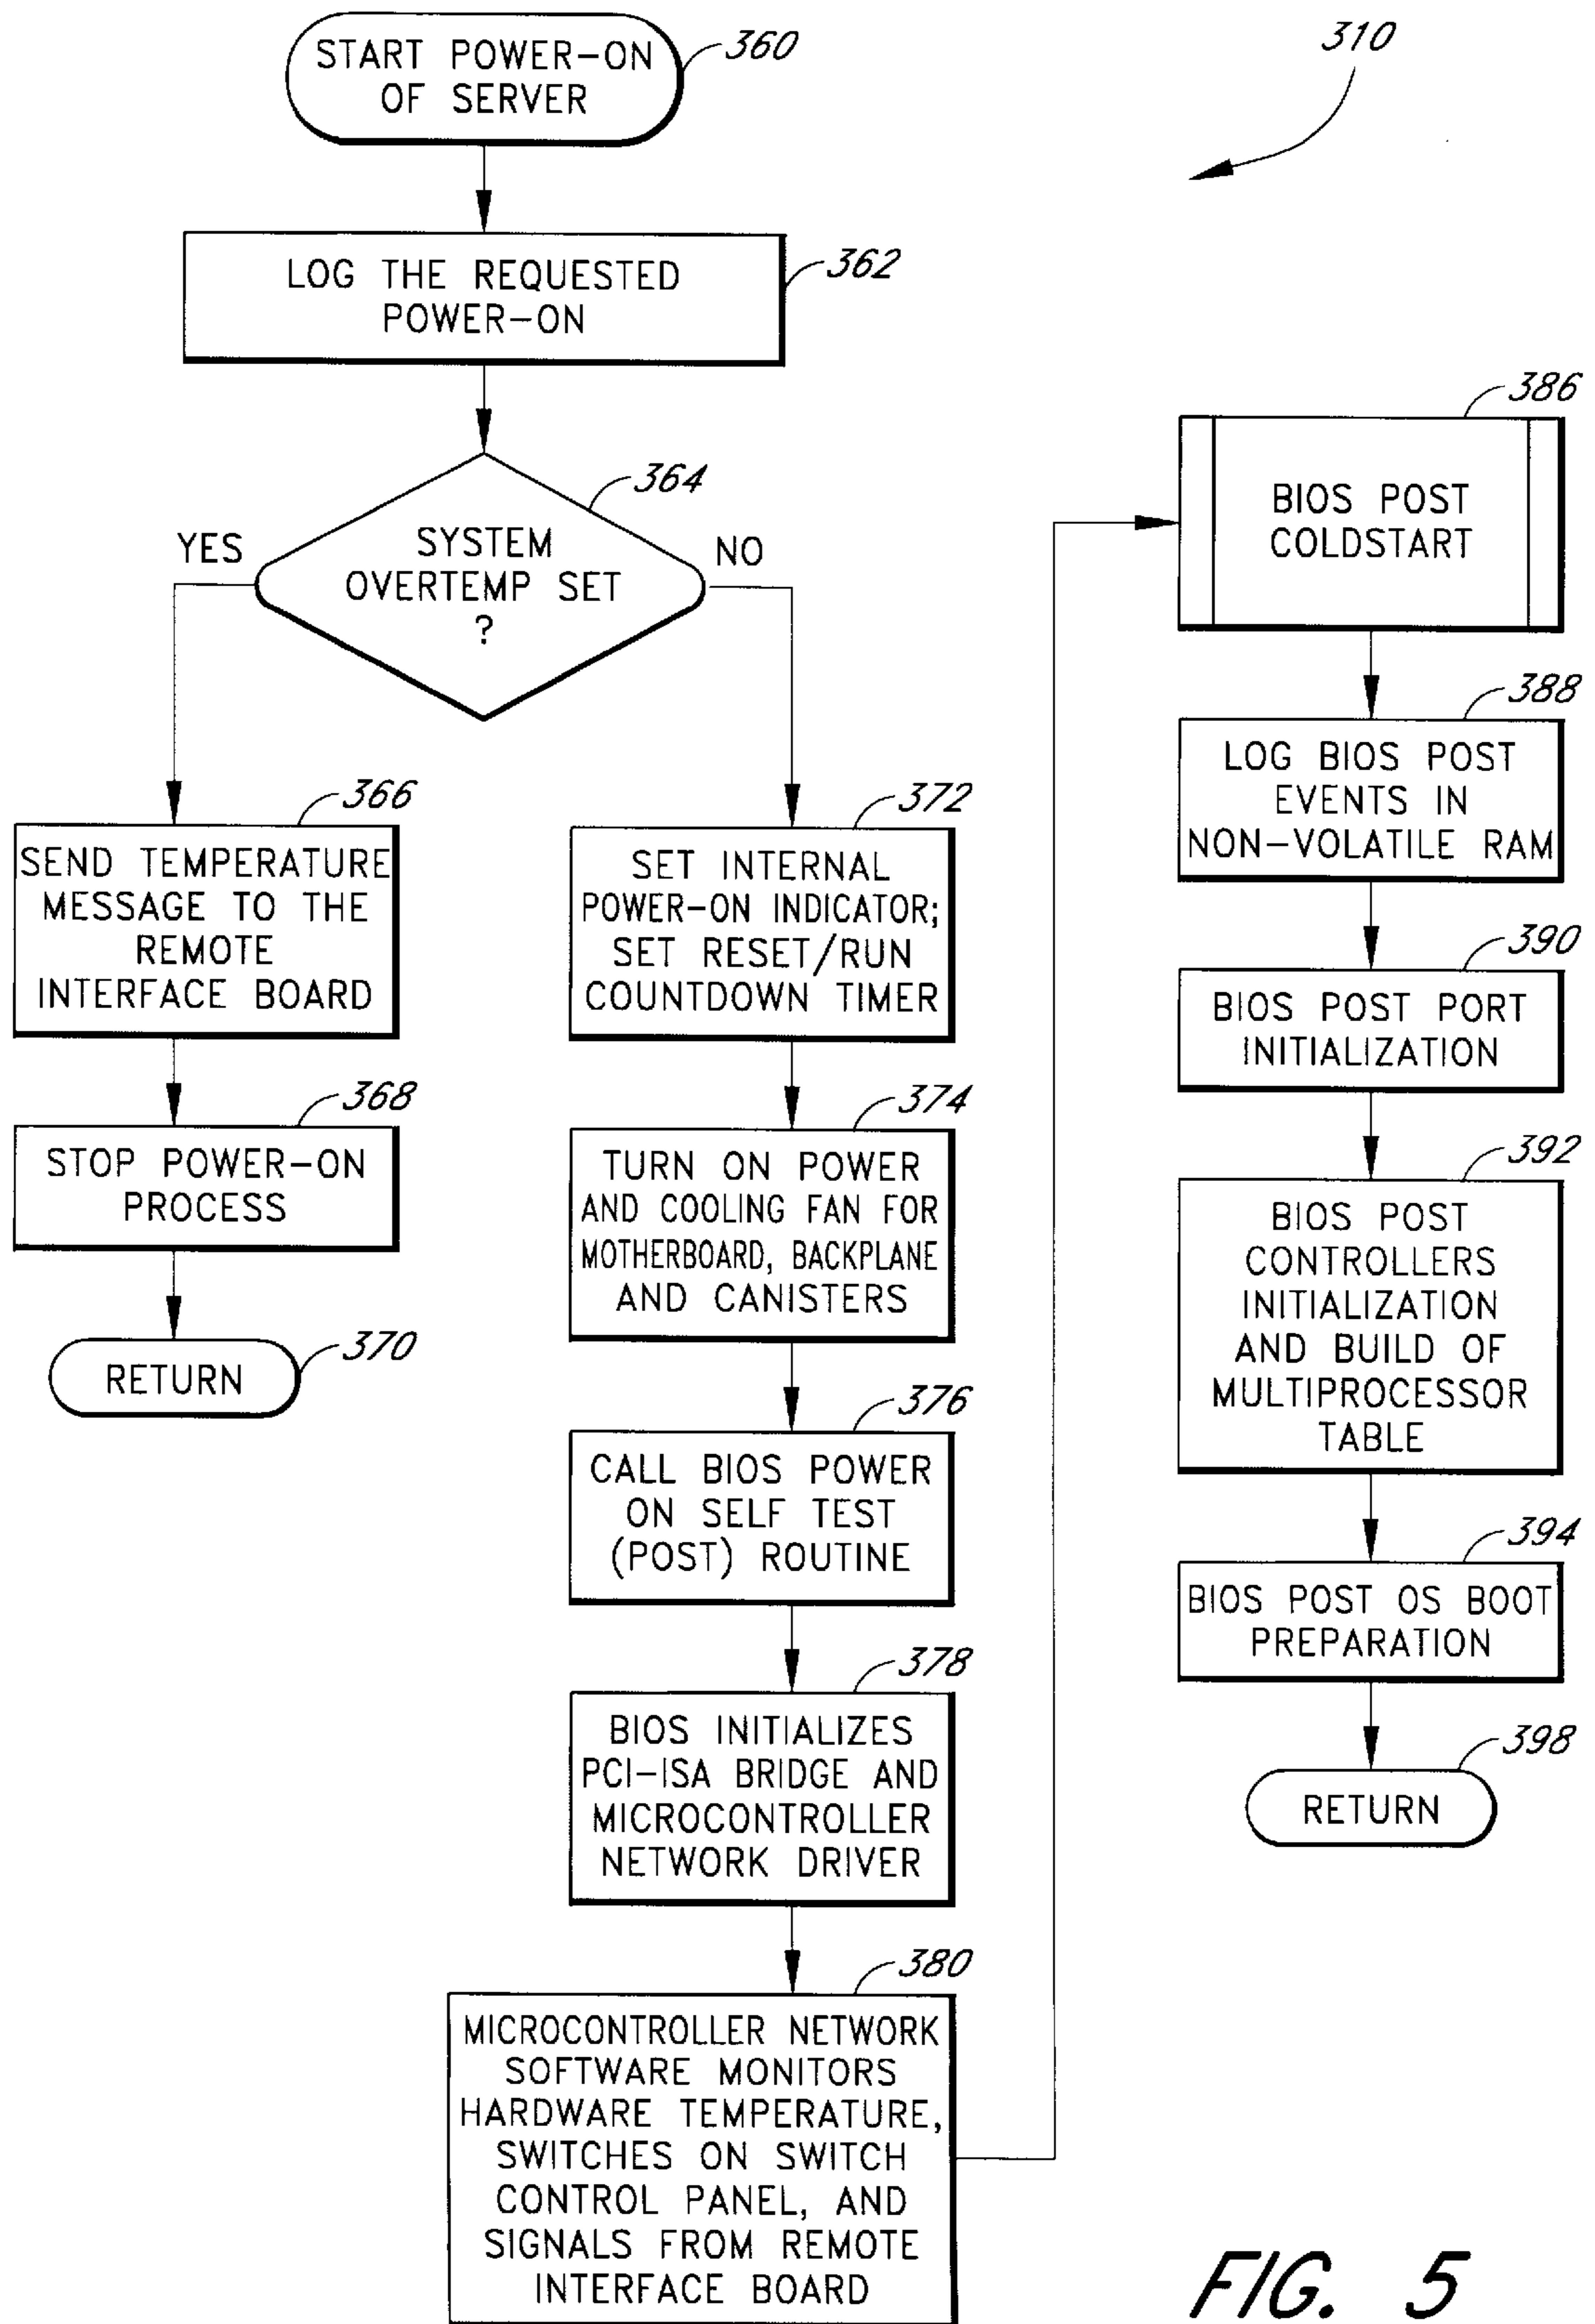 310
START POWER-ON
OF SERVER
360
LOG THE REQUESTED
POWER-ON
362
364
SYSTEM
OVERTEMP SET
?
YES
NO
366
SEND TEMPERATURE
MESSAGE TO THE
REMOTE
INTERFACE BOARD
368
STOP POWER-ON
PROCESS
RETURN
370
372
SET INTERNAL
POWER-ON INDICATOR;
SET RESET/RUN
COUNTDOWN TIMER
374
TURN ON POWER
AND COOLING FAN FOR
MOTHERBOARD, BACKPLANE
AND CANISTERS
376
CALL BIOS POWER
ON SELF TEST
(POST) ROUTINE
378
BIOS INITIALIZES
PCI-ISA BRIDGE AND
MICROCONTROLLER
NETWORK DRIVER
380
MICROCONTROLLER NETWORK
SOFTWARE MONITORS
HARDWARE TEMPERATURE,
SWITCHES ON SWITCH
CONTROL PANEL, AND
SIGNALS FROM REMOTE
INTERFACE BOARD
386
BIOS POST
COLDSTART
388
LOG BIOS POST
EVENTS IN
NON-VOLATILE RAM
390
BIOS POST PORT
INITIALIZATION
392
BIOS POST
CONTROLLERS
INITIALIZATION
AND BUILD OF
MULTIPROCESSOR
TABLE
394
BIOS POST OS BOOT
PREPARATION
398
RETURN
FIG. 5